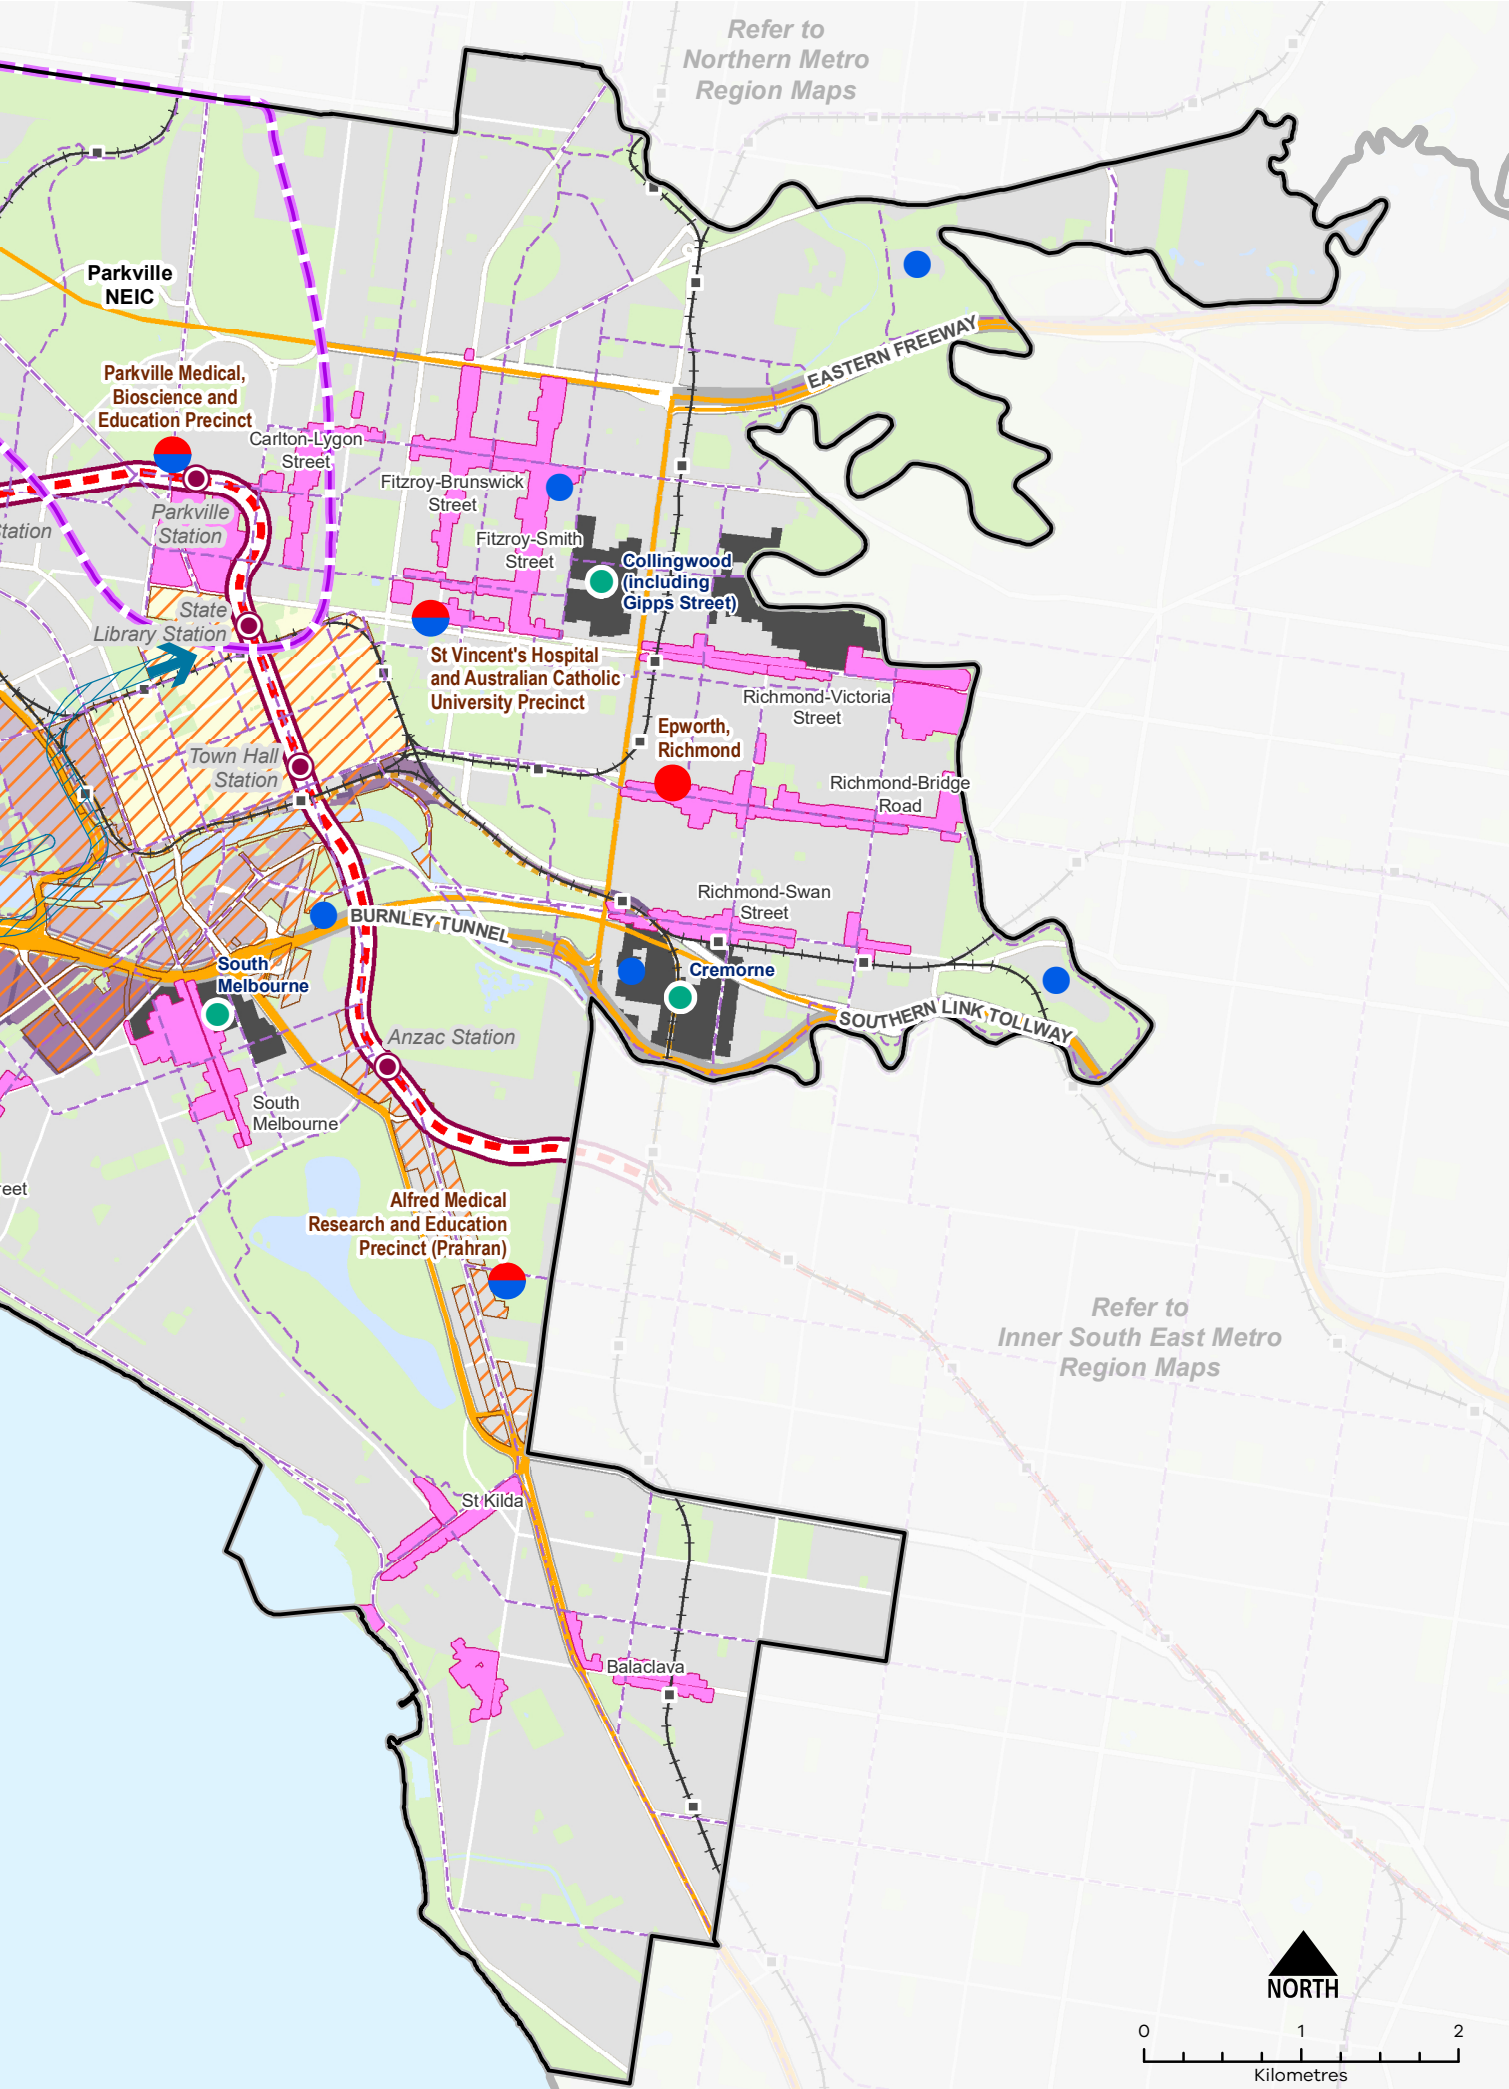 Refer to
Northern Metro
Region Maps
Parkville
NEIC
EASTERN FREEWAY
Parkville Medical,
Bioscience and
Education Precinct
Carlton-Lygon
Street
Fitzroy-Brunswick
Street
Parkville
Station
Station
Fitzroy-Smith
Street
Collingwood
(including
Gipps Street)
State
Library Station
St Vincent's Hospital
and Australian Catholic
University Precinct
Richmond-Victoria
Street
Epworth,
Richmond
Town Hall
Station
Richmond-Bridge
Road
Richmond-Swan
Street
BURNLEY TUNNEL
South
Melbourne
Cremorne
SOUTHERN LINK TOLLWAY
Anzac Station
South
Melbourne
reet
Alfred Medical
Research and Education
Precinct (Prahran)
Refer to
Inner South East Metro
Region Maps
St Kilda
Balaclava
NORTH
0 1 2
Kilometres